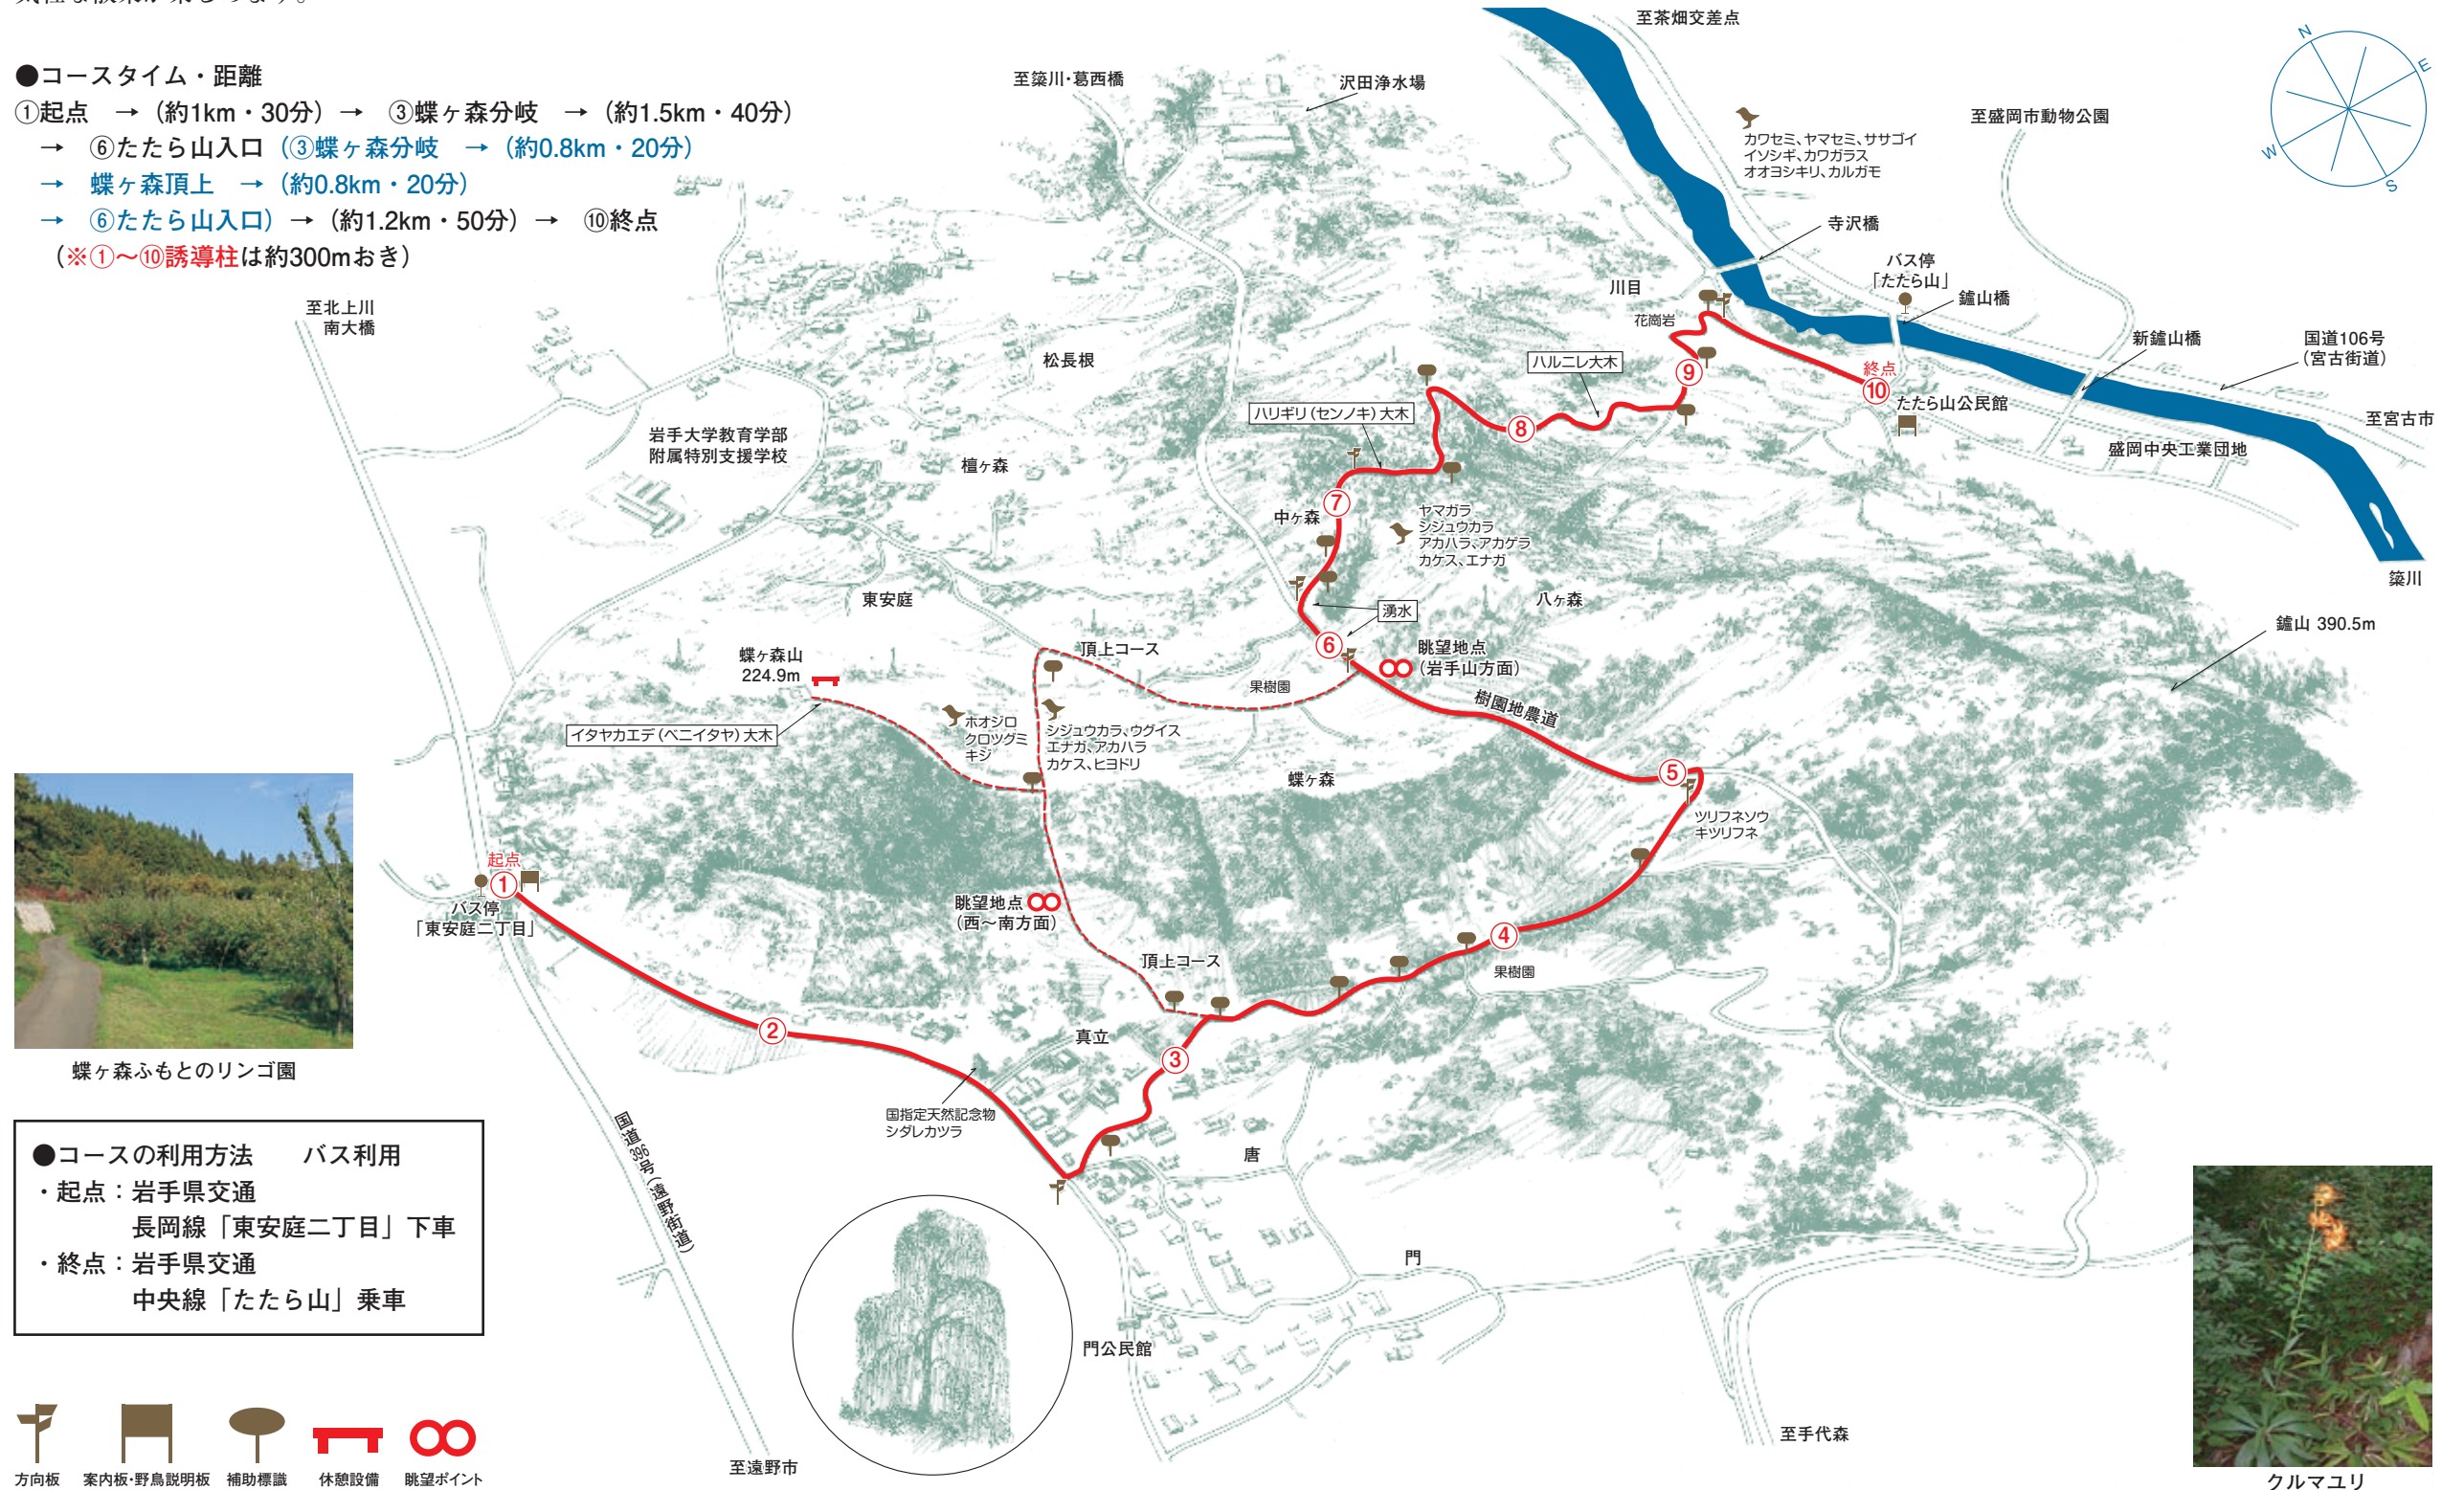 ●コースタイム・距離
①起点　→（約1km・30分）→　③蝶ヶ森分岐　→（約1.5km・40分）
→　⑥たたら山入口（③蝶ヶ森分岐　→（約0.8km・20分）
→　蝶ヶ森頂上　→（約0.8km・20分）
→　⑥たたら山入口）→（約1.2km・50分）→　⑩終点
（※①〜⑩誘導柱は約300mおき）
至茶畑交差点
至簗川・葛西橋
沢田浄水場
N
E
W
S
カワセミ、ヤマセミ、ササゴイ
イソシギ、カワガラス
オオヨシキリ、カルガモ
至盛岡市動物公園
寺沢橋
バス停
「たたら山」
鑪山橋
新鑪山橋
国道106号
（宮古街道）
至宮古市
盛岡中央工業団地
簗川
至北上川
南大橋
川目
花崗岩
松長根
ハルニレ大木
⑨
終点
⑩
たたら山公民館
ハリギリ（センノキ）大木
⑧
岩手大学教育学部
附属特別支援学校
檀ヶ森
⑦
中ヶ森
ヤマガラ
シジュウカラ
アカハラ、アカゲラ
カケス、エナガ
東安庭
湧水
八ヶ森
鑪山 390.5m
⑥
眺望地点
（岩手山方面）
頂上コース
蝶ヶ森山
224.9m
果樹園
樹園地農道
イタヤカエデ（ベニイタヤ）大木
ホオジロ
クロツグミ
キジ
シジュウカラ、ウグイス
エナガ、アカハラ
カケス、ヒヨドリ
蝶ヶ森
⑤
ツリフネソウ
キツリフネ
起点
①
バス停
「東安庭二丁目」
眺望地点
（西〜南方面）
④
果樹園
頂上コース
②
真立
③
蝶ヶ森ふもとのリンゴ園
国指定天然記念物
シダレカツラ
国道396号（遠野街道）
唐
門
門公民館
至遠野市
至手代森
●コースの利用方法　　バス利用
・起点：岩手県交通
長岡線「東安庭二丁目」下車
・終点：岩手県交通
中央線「たたら山」乗車
方向板
案内板・野鳥説明板
補助標識
休憩設備
眺望ポイント
クルマユリ